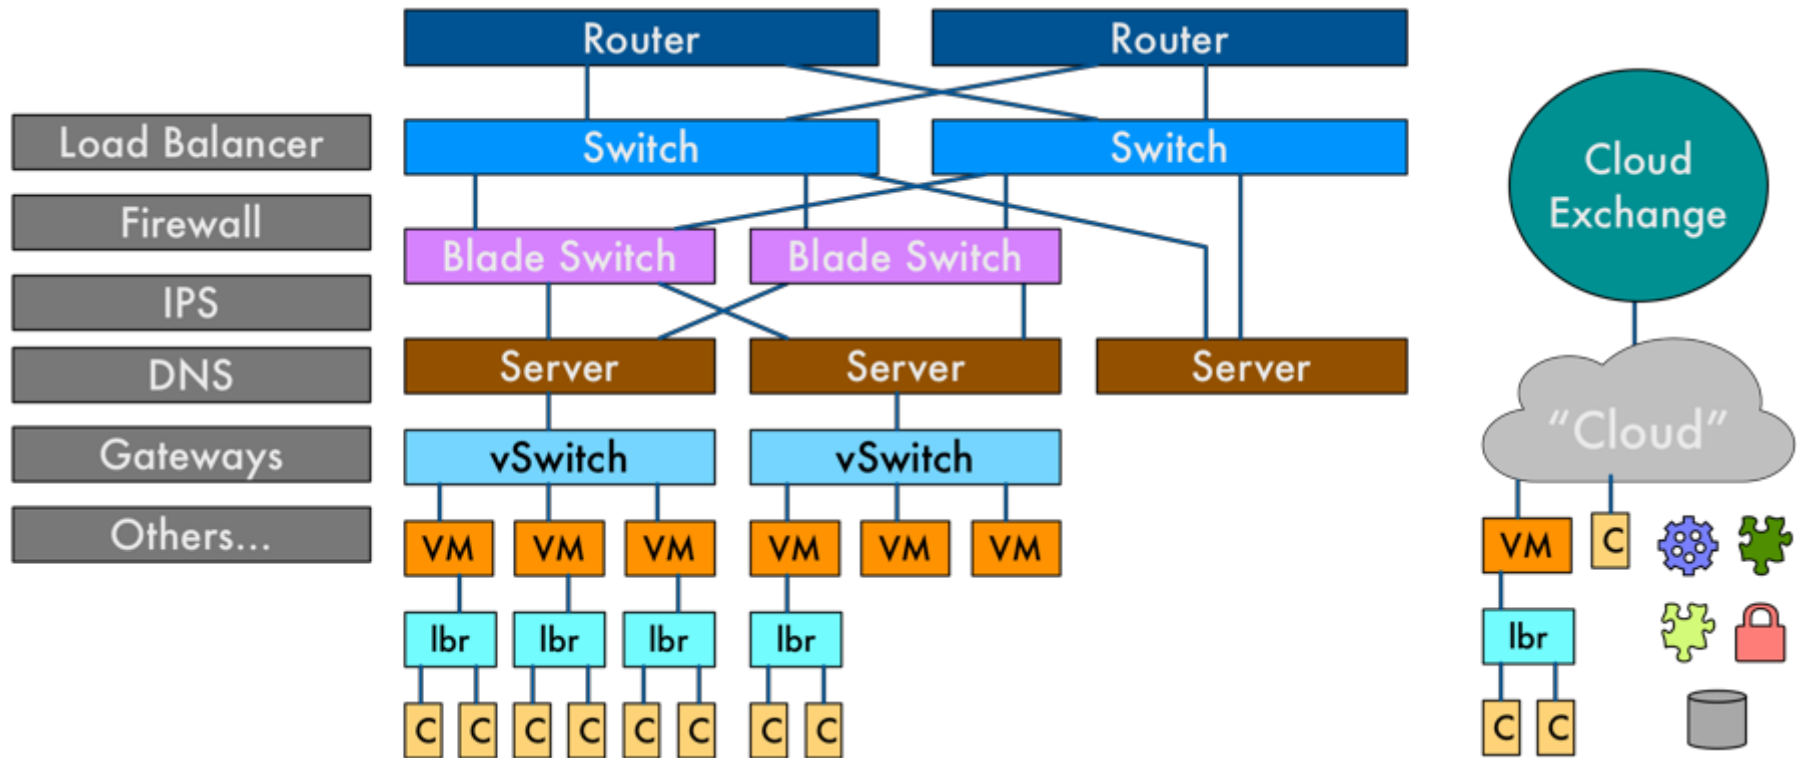 Router
Router
Load Balancer
Switch
Switch
Cloud
Exchange
Firewall
Blade Switch
Blade Switch
IPS
DNS
Server
Server
Server
“Cloud”
Gateways
vSwitch
vSwitch
Others...
VM
VM
VM
VM
VM
VM
VM
C
lbr
lbr
lbr
lbr
lbr
C
C
C
C
C
C
C
C
C
C